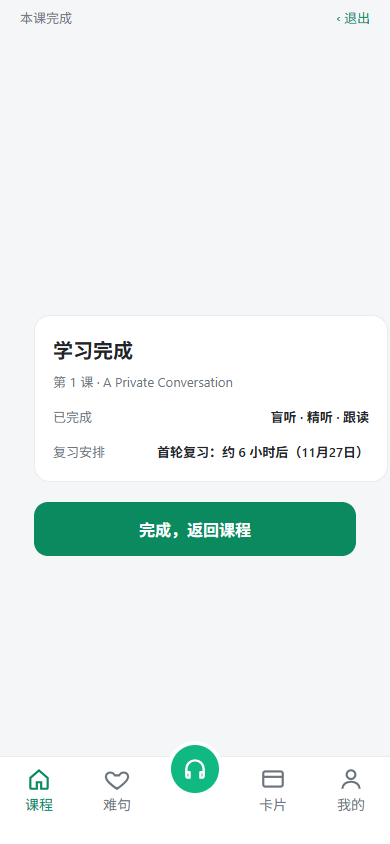 本课完成
‹ 退出
学习完成
第 1 课 · A Private Conversation
已完成
盲听 · 精听 · 跟读
复习安排
首轮复习：约 6 小时后（11月27日）
完成，返回课程
课程
难句
卡片
我的